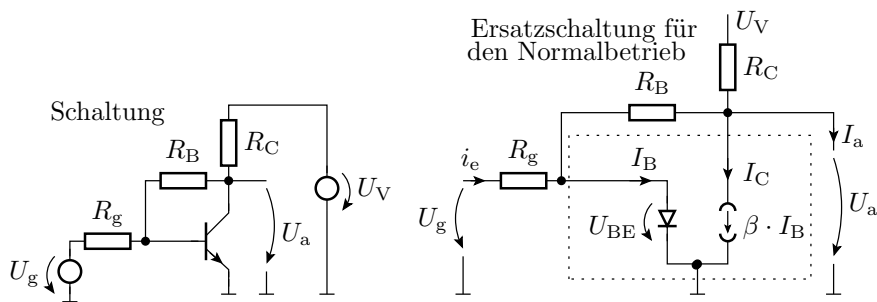 Schaltung
R_B
R_C
R_g
U_g
U_a
U_V
Ersatzschaltung für
den Normalbetrieb
U_V
R_C
R_B
i_e
R_g
I_B
I_C
I_a
U_g
U_BE
β · I_B
U_a